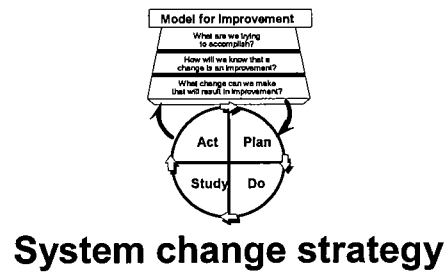 Model for Improvement
What are we trying
to accomplish?
How will we know that a
change is an improvement?
What change can we make
that will result in improvement?
Act
Plan
Study
Do
System change strategy